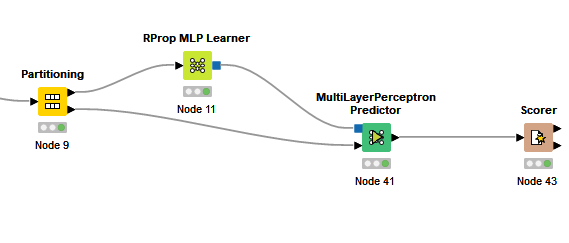 RProp MLP Learner
Partitioning
Node 11
MultiLayerPerceptron
Predictor
Scorer
Node 9
Node 41
Node 43